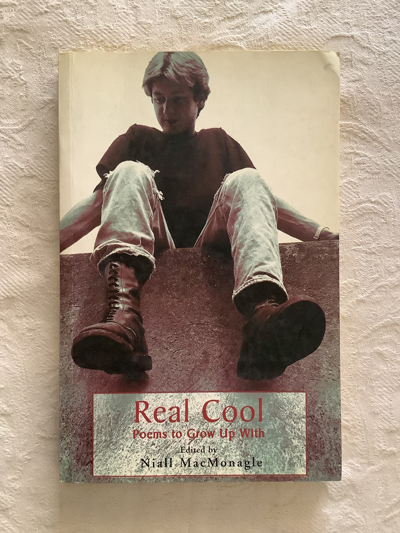 Real Cool
Poems to Grow Up With
Edited by
Niall MacMonagle